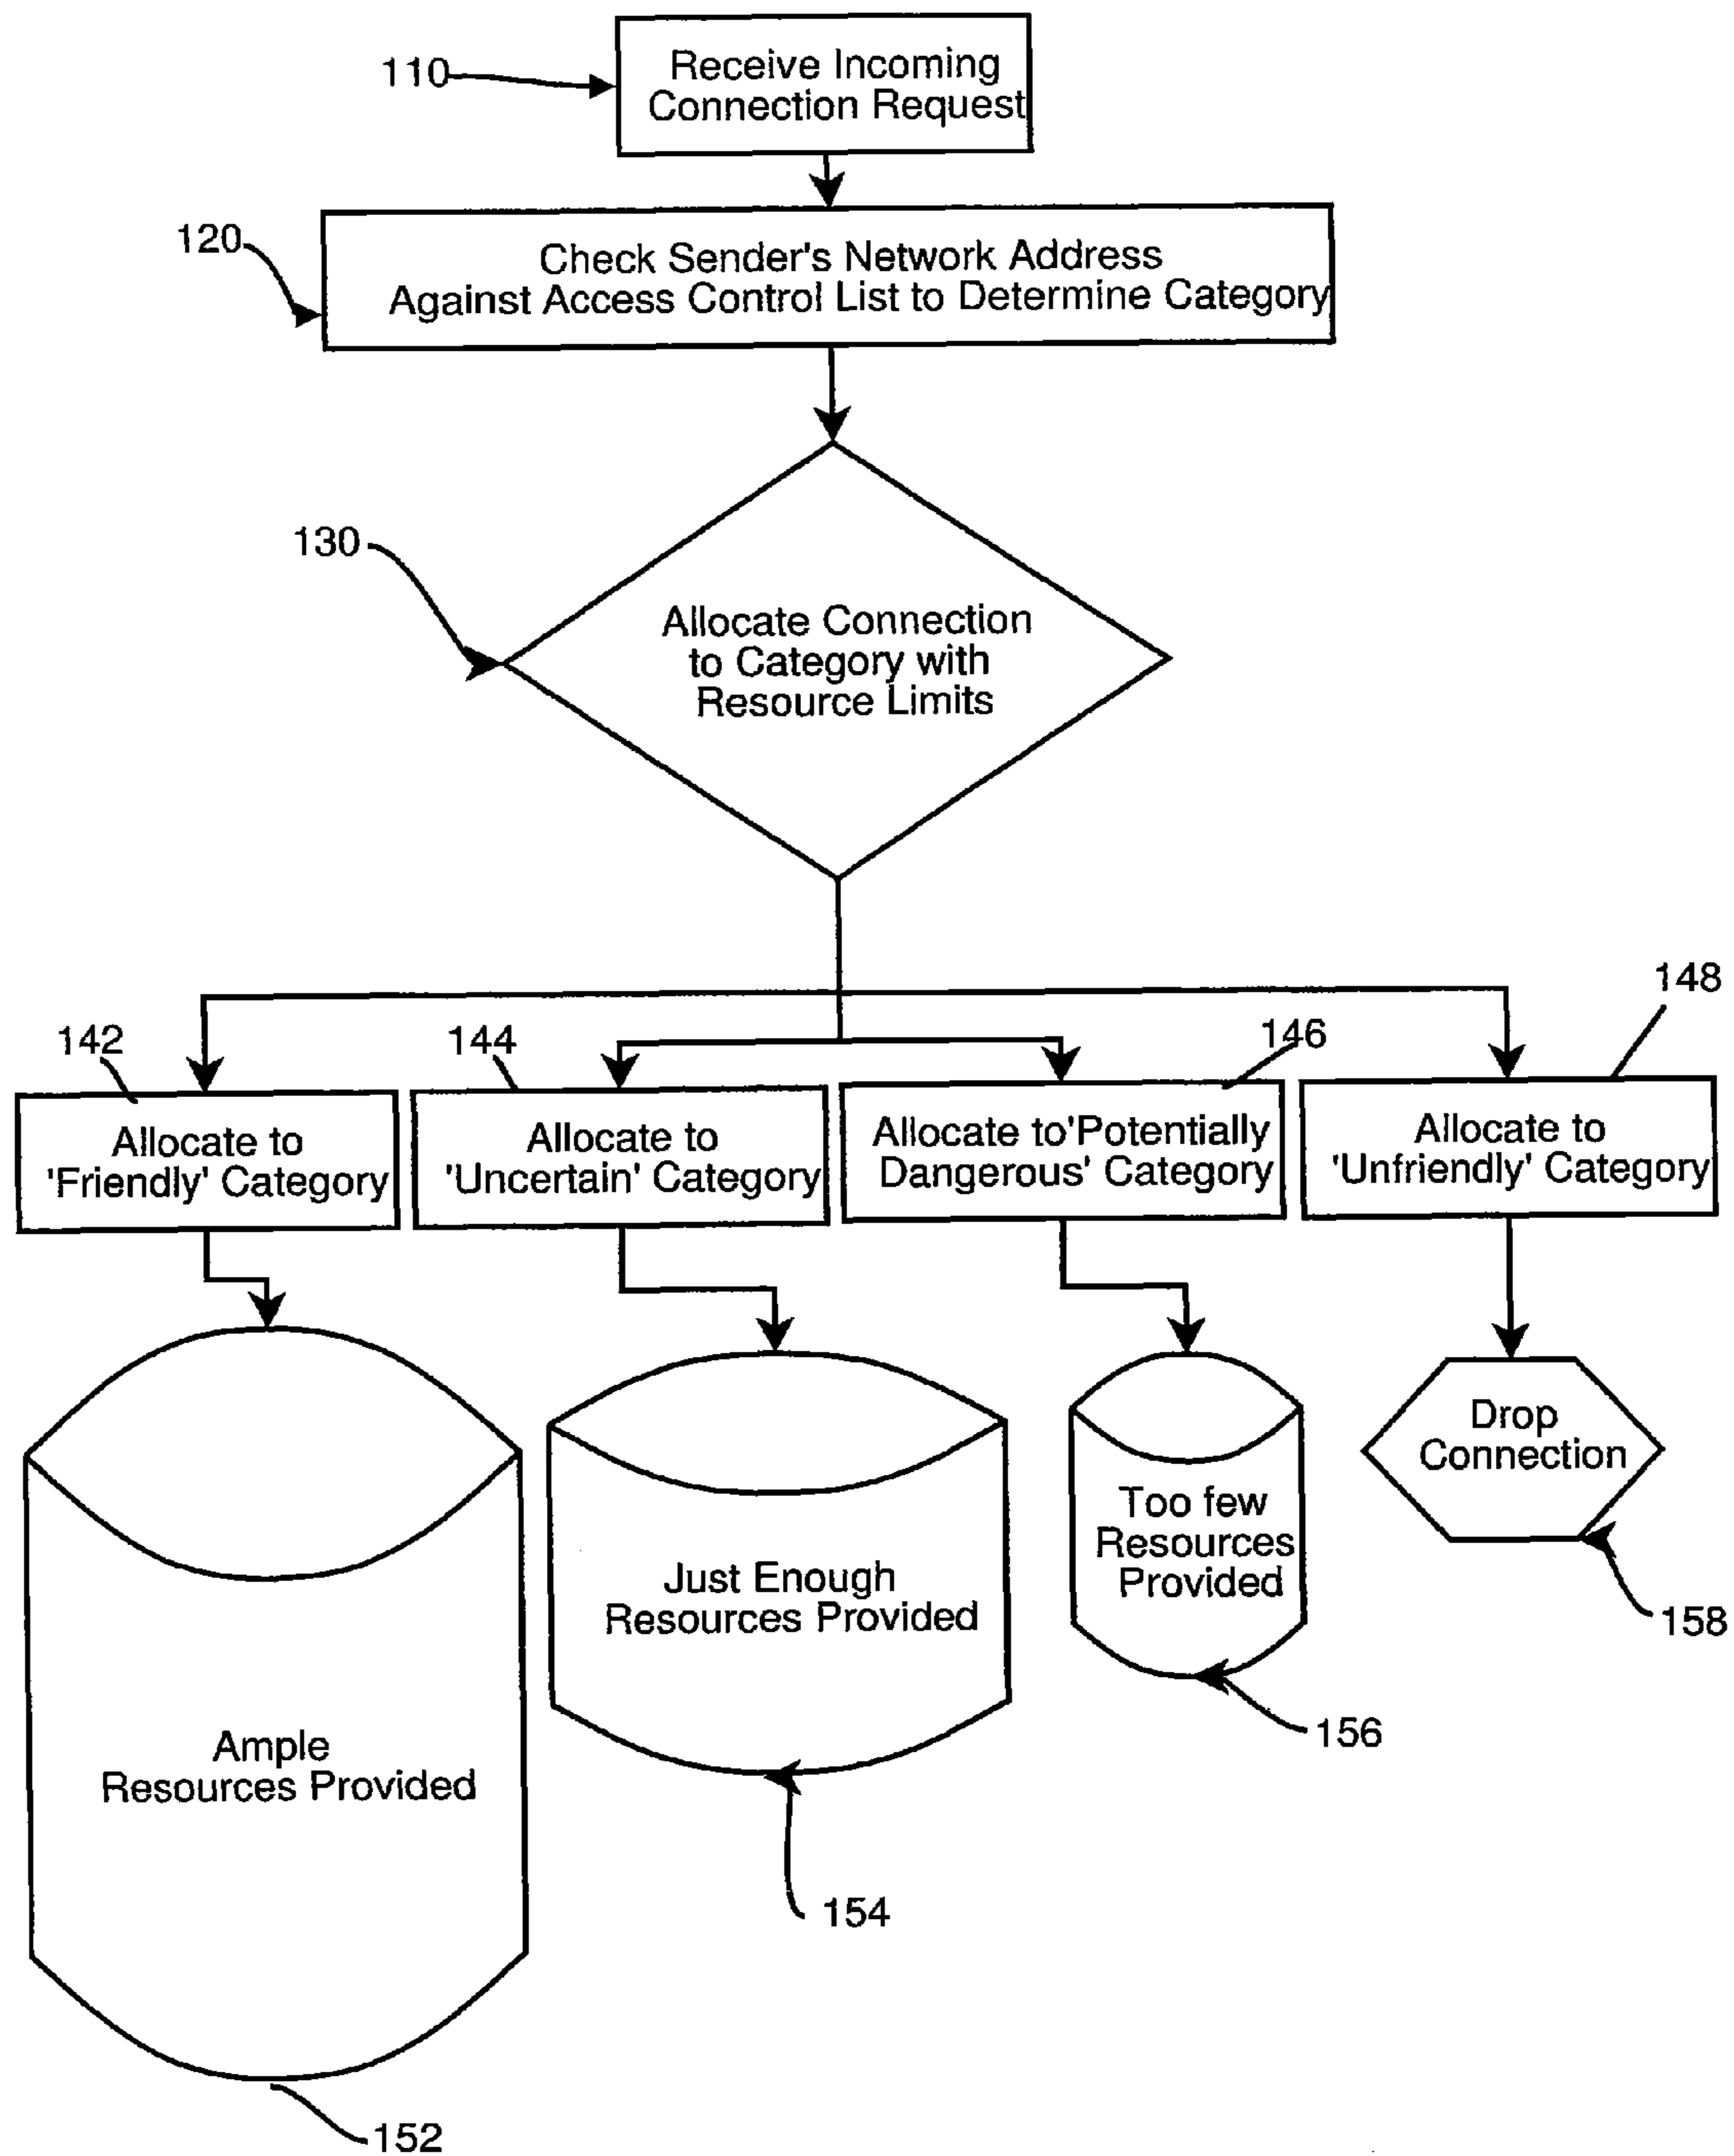 110
Receive Incoming
Connection Request
120
Check Sender's Network Address
Against Access Control List to Determine Category
130
Allocate Connection
to Category with
Resource Limits
142
144
146
148
Allocate to
'Friendly' Category
Allocate to
'Uncertain' Category
Allocate to'Potentially
Dangerous' Category
Allocate to
'Unfriendly' Category
Ample
Resources Provided
152
Just Enough
Resources Provided
154
Too few
Resources
Provided
156
Drop
Connection
158